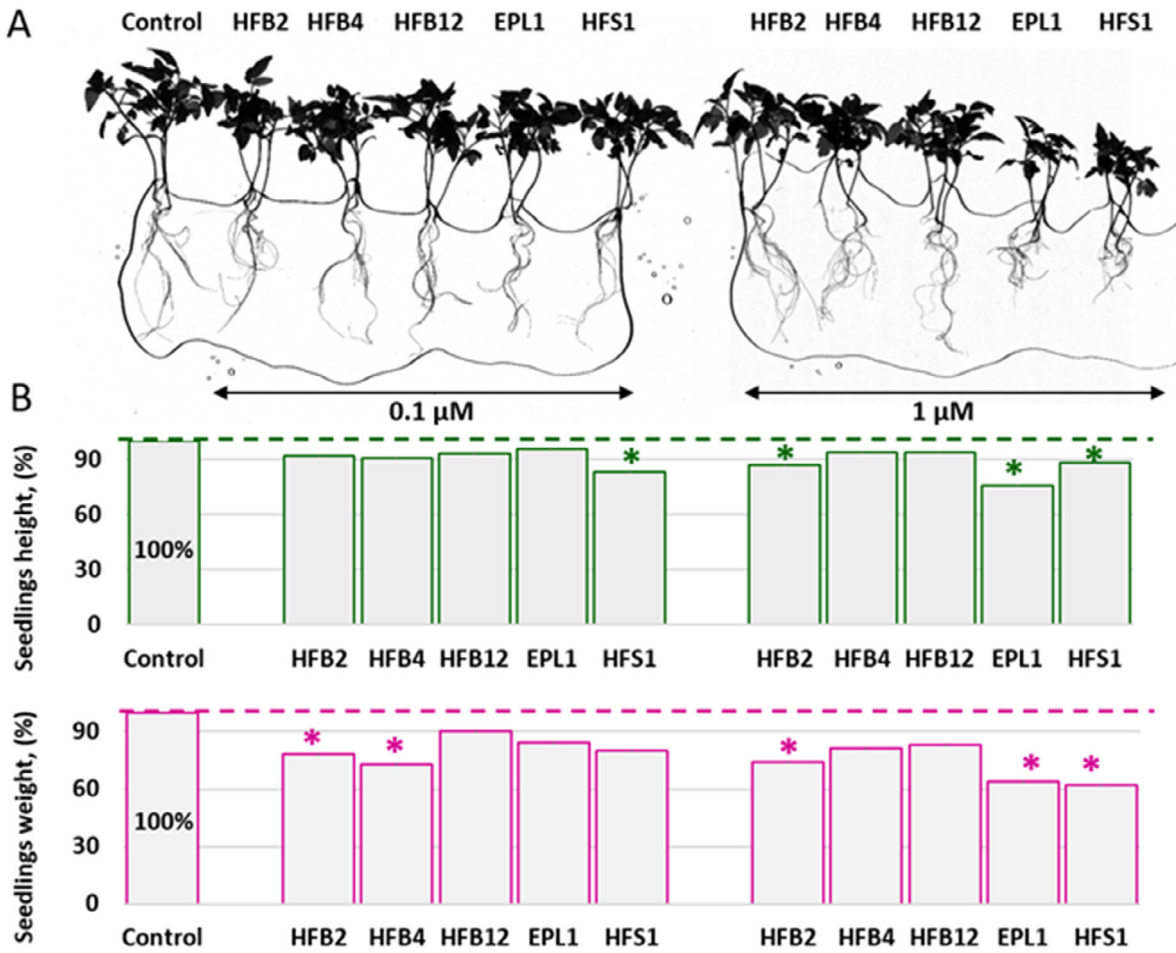 A
Control HFB2 HFB4 HFB12 EPL1 HFS1 HFB2 HFB4 HFB12 EPL1 HFS1
0.1 µM 1 µM
B
Seedlings height, (%)
90
60
30
0
100%
* * * *
Control HFB2 HFB4 HFB12 EPL1 HFS1 HFB2 HFB4 HFB12 EPL1 HFS1
Seedlings weight, (%)
90
60
30
0
100%
* * * * *
Control HFB2 HFB4 HFB12 EPL1 HFS1 HFB2 HFB4 HFB12 EPL1 HFS1